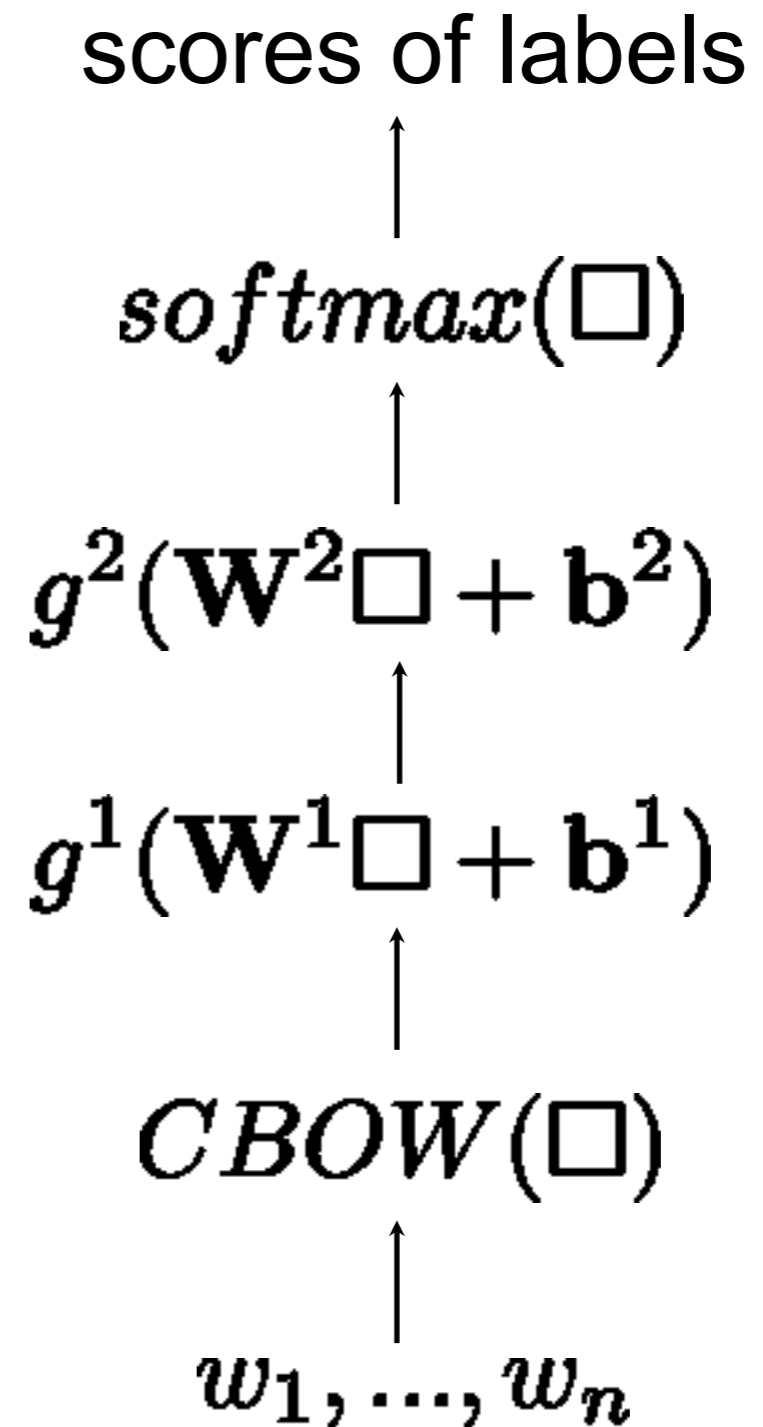 scores of labels
softmax(□)
g²(W²□ + b²)
g¹(W¹□ + b¹)
CBOW(□)
w₁, ..., wₙ